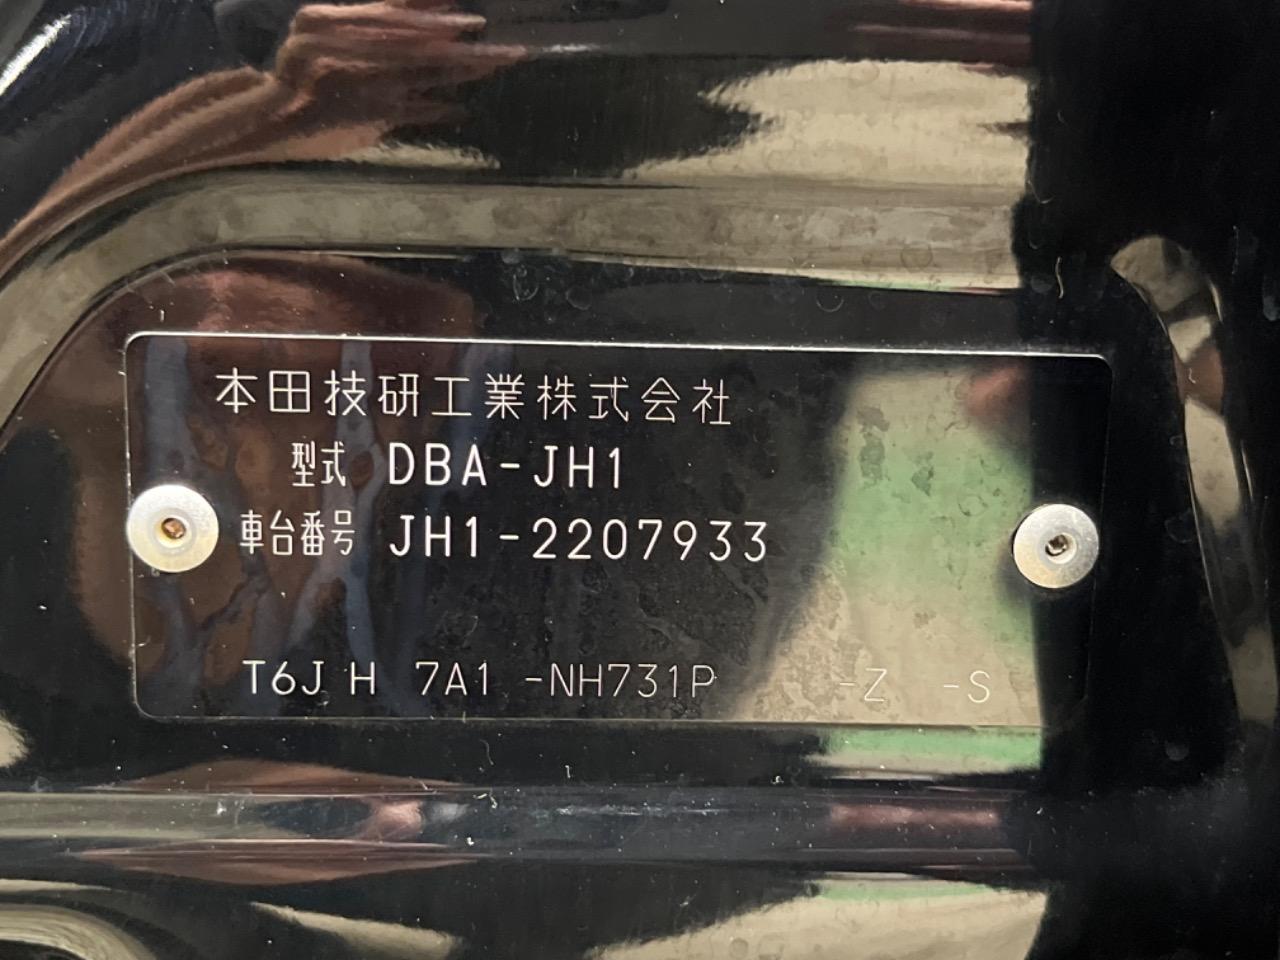 本田技研工業株式会社
型式 DBA-JH1
車台番号 JH1-2207933
T6J H 7A1 -NH731P -Z -S